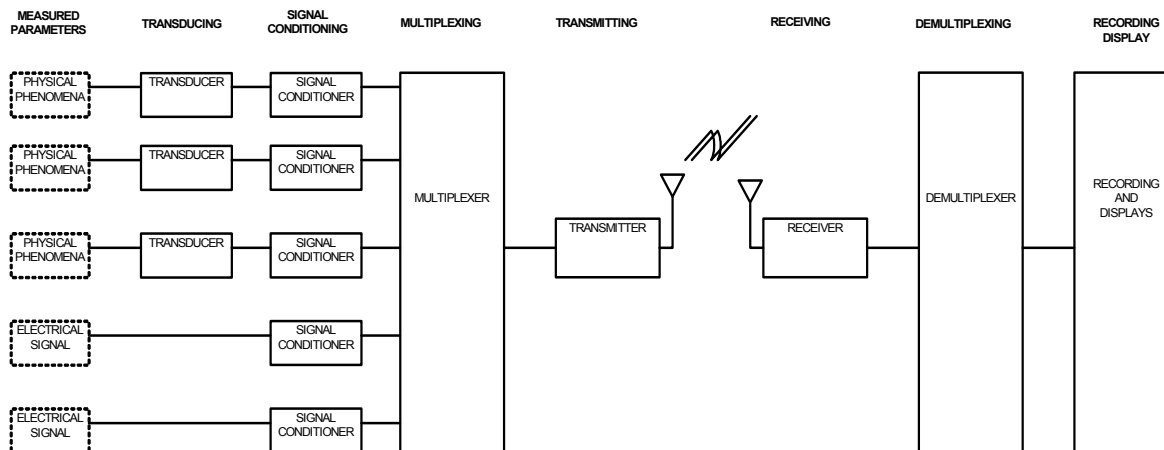 MEASURED
PARAMETERS
TRANSDUCING
SIGNAL
CONDITIONING
MULTIPLEXING
TRANSMITTING
RECEIVING
DEMULTIPLEXING
RECORDING
DISPLAY
PHYSICAL
PHENOMENA
TRANSDUCER
SIGNAL
CONDITIONER
PHYSICAL
PHENOMENA
TRANSDUCER
SIGNAL
CONDITIONER
PHYSICAL
PHENOMENA
TRANSDUCER
SIGNAL
CONDITIONER
ELECTRICAL
SIGNAL
SIGNAL
CONDITIONER
ELECTRICAL
SIGNAL
SIGNAL
CONDITIONER
MULTIPLEXER
TRANSMITTER
RECEIVER
DEMULTIPLEXER
RECORDING
AND
DISPLAYS